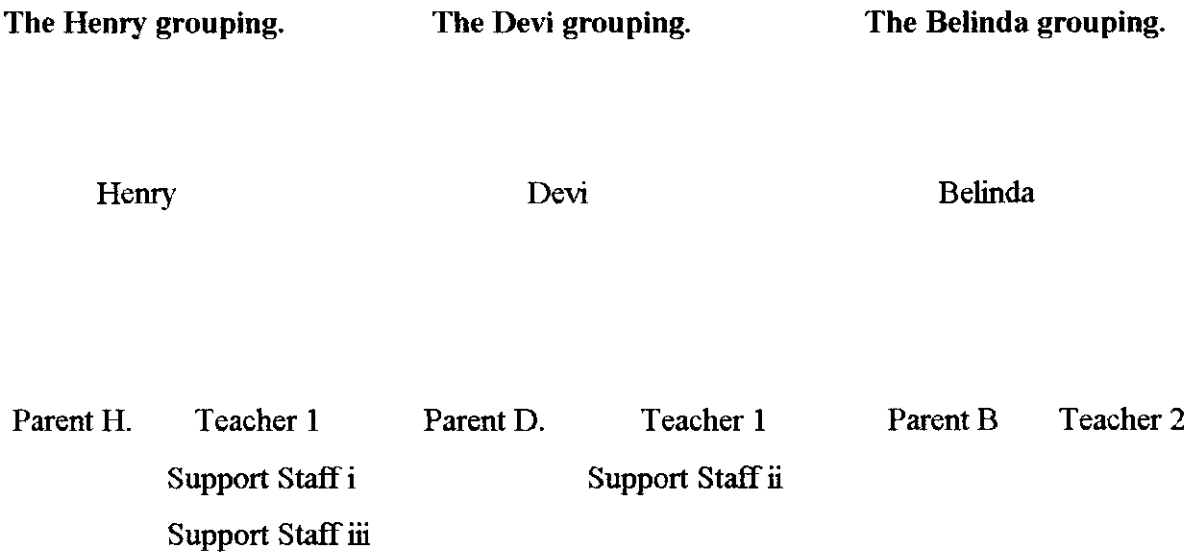 The Henry grouping. The Devi grouping. The Belinda grouping.
Henry Devi Belinda
Parent H. Teacher 1 Parent D. Teacher 1 Parent B Teacher 2
Support Staff i Support Staff ii
Support Staff iii